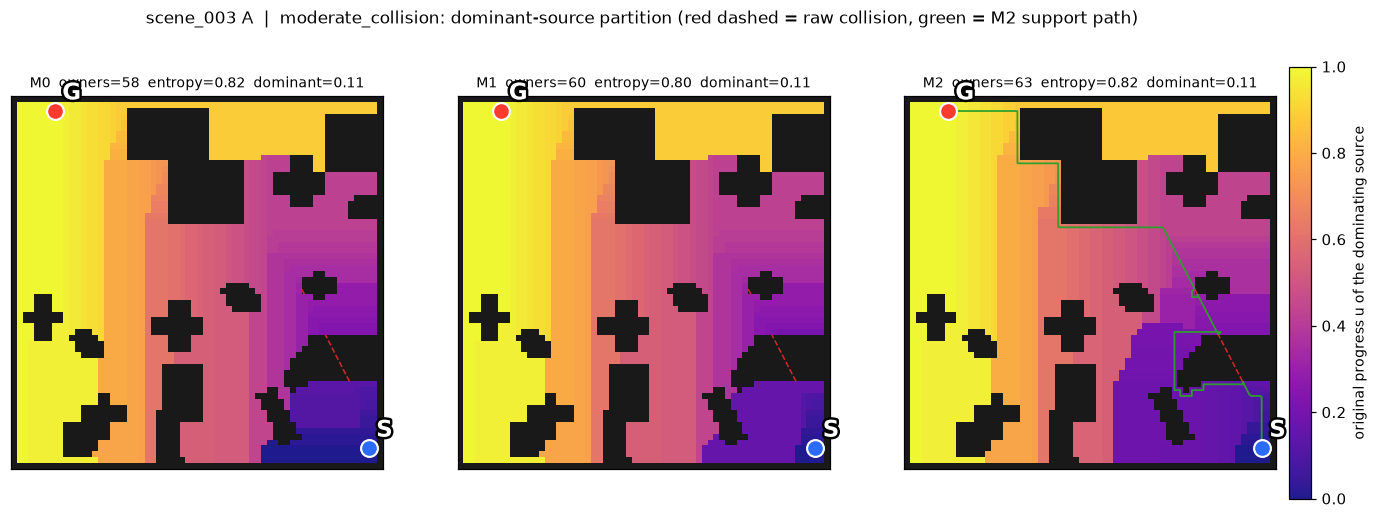 scene_003 A | moderate_collision: dominant-source partition (red dashed = raw collision, green = M2 support path)
M0 owners=58 entropy=0.82 dominant=0.11
M1 owners=60 entropy=0.80 dominant=0.11
M2 owners=63 entropy=0.82 dominant=0.11
G
G
G
S
S
S
1.0
0.8
0.6
0.4
0.2
0.0
original progress u of the dominating source